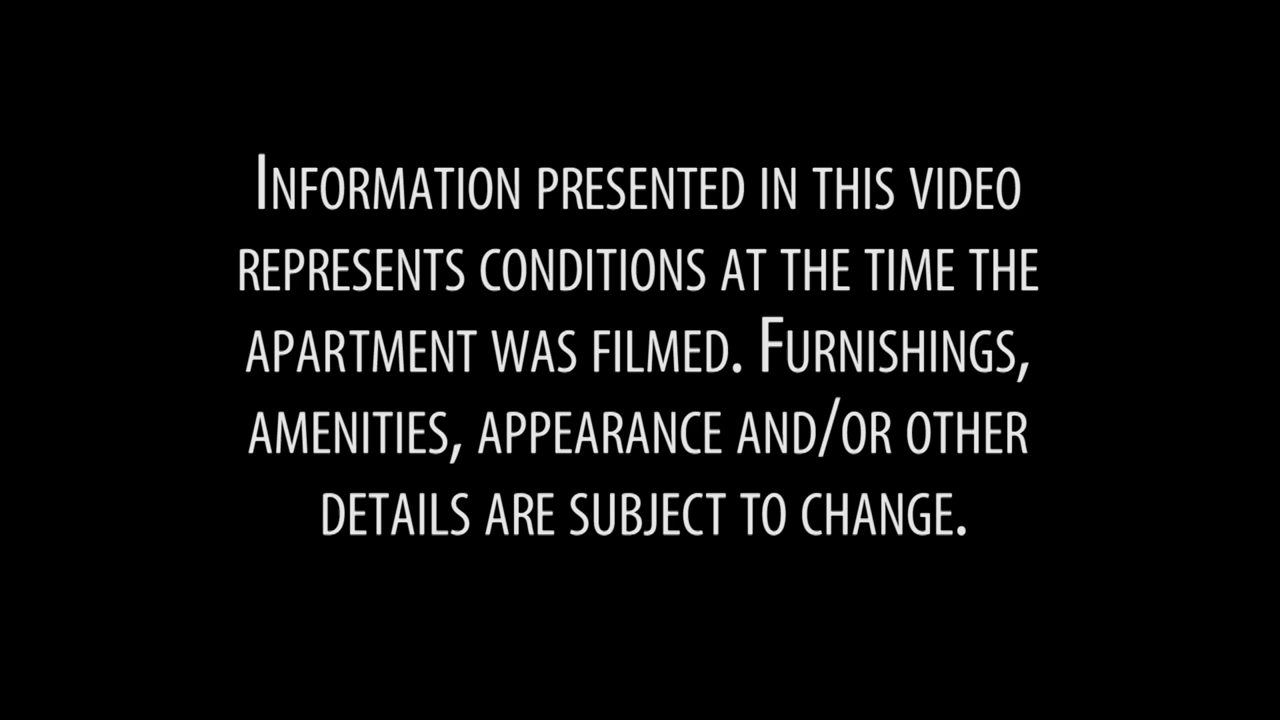 Information presented in this video
represents conditions at the time the
apartment was filmed. Furnishings,
amenities, appearance and/or other
details are subject to change.